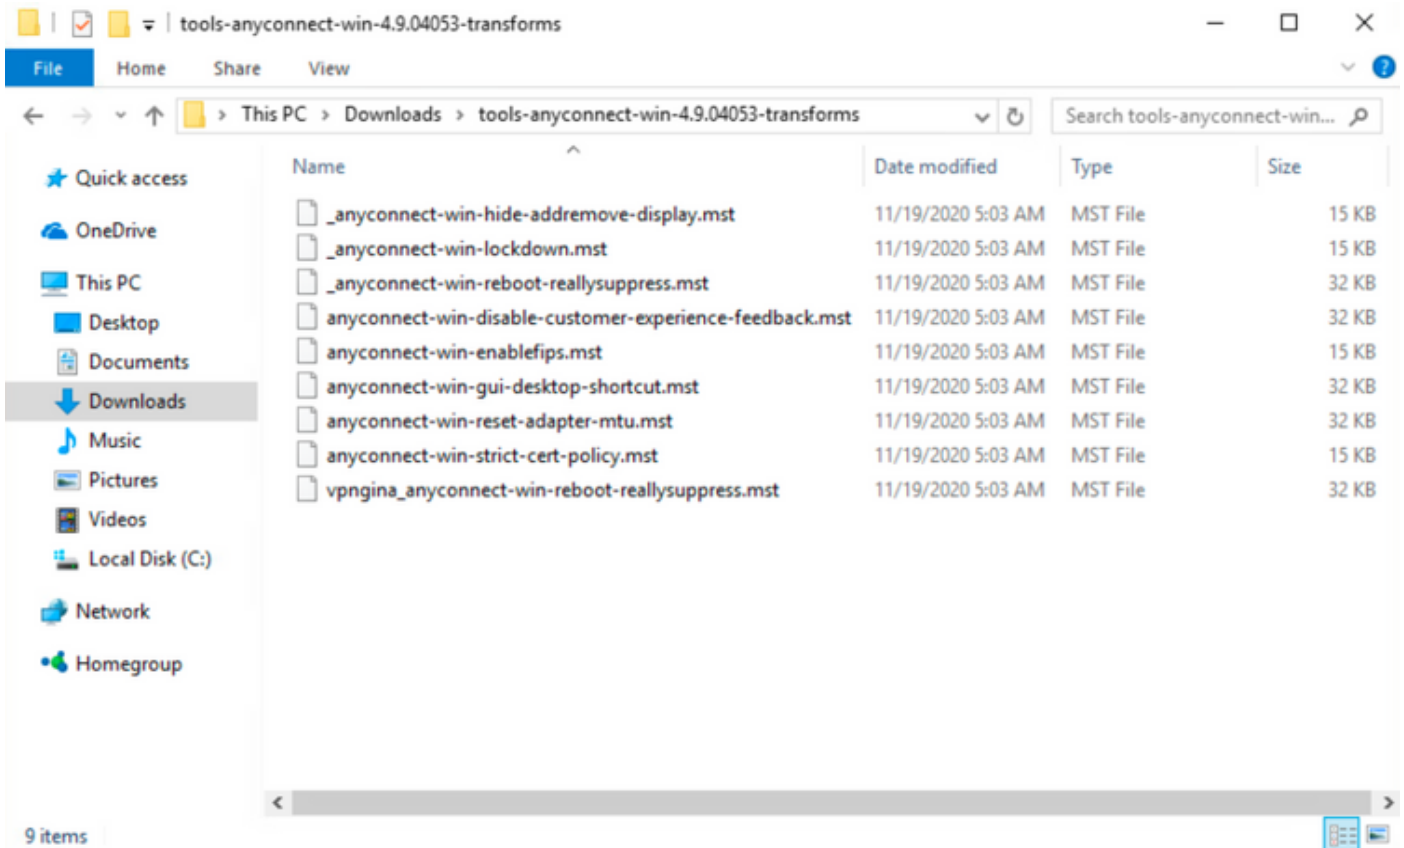 tools-anyconnect-win-4.9.04053-transforms
File Home Share View
This PC > Downloads > tools-anyconnect-win-4.9.04053-transforms Search tools-anyconnect-win...
Quick access
OneDrive
This PC
Desktop
Documents
Downloads
Music
Pictures
Videos
Local Disk (C:)
Network
Homegroup
Name Date modified Type Size
_anyconnect-win-hide-addremove-display.mst 11/19/2020 5:03 AM MST File 15 KB
_anyconnect-win-lockdown.mst 11/19/2020 5:03 AM MST File 15 KB
_anyconnect-win-reboot-reallysuppress.mst 11/19/2020 5:03 AM MST File 32 KB
anyconnect-win-disable-customer-experience-feedback.mst 11/19/2020 5:03 AM MST File 32 KB
anyconnect-win-enablefips.mst 11/19/2020 5:03 AM MST File 15 KB
anyconnect-win-gui-desktop-shortcut.mst 11/19/2020 5:03 AM MST File 32 KB
anyconnect-win-reset-adapter-mtu.mst 11/19/2020 5:03 AM MST File 32 KB
anyconnect-win-strict-cert-policy.mst 11/19/2020 5:03 AM MST File 15 KB
vpngina_anyconnect-win-reboot-reallysuppress.mst 11/19/2020 5:03 AM MST File 32 KB
9 items